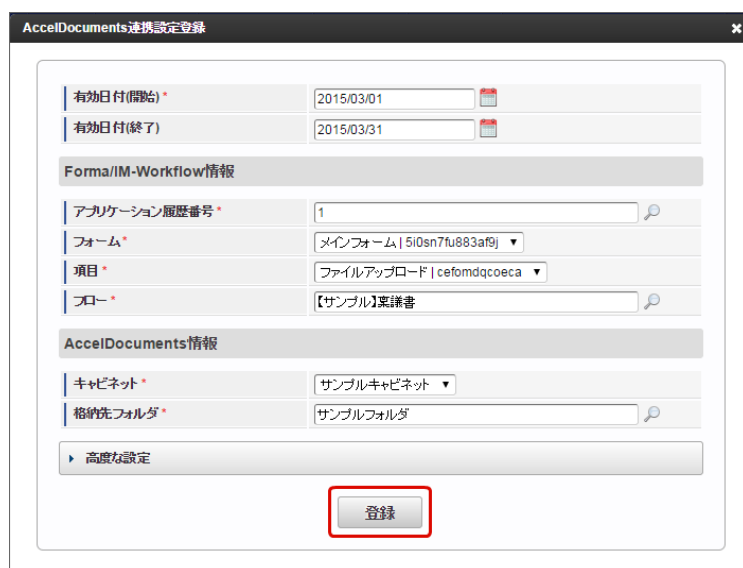 AccelDocuments連携設定登録
有効日付(開始)* 2015/03/01
有効日付(終了) 2015/03/31
Forma/IM-Workflow情報
アプリケーション履歴番号* 1
フォーム* メインフォーム | 5i0sn7fu883af9j
項目* ファイルアップロード | cefomdqcoeca
フロー* 【サンプル】稟議書
AccelDocuments情報
キャビネット* サンプルキャビネット
格納先フォルダ* サンプルフォルダ
高度な設定
登録